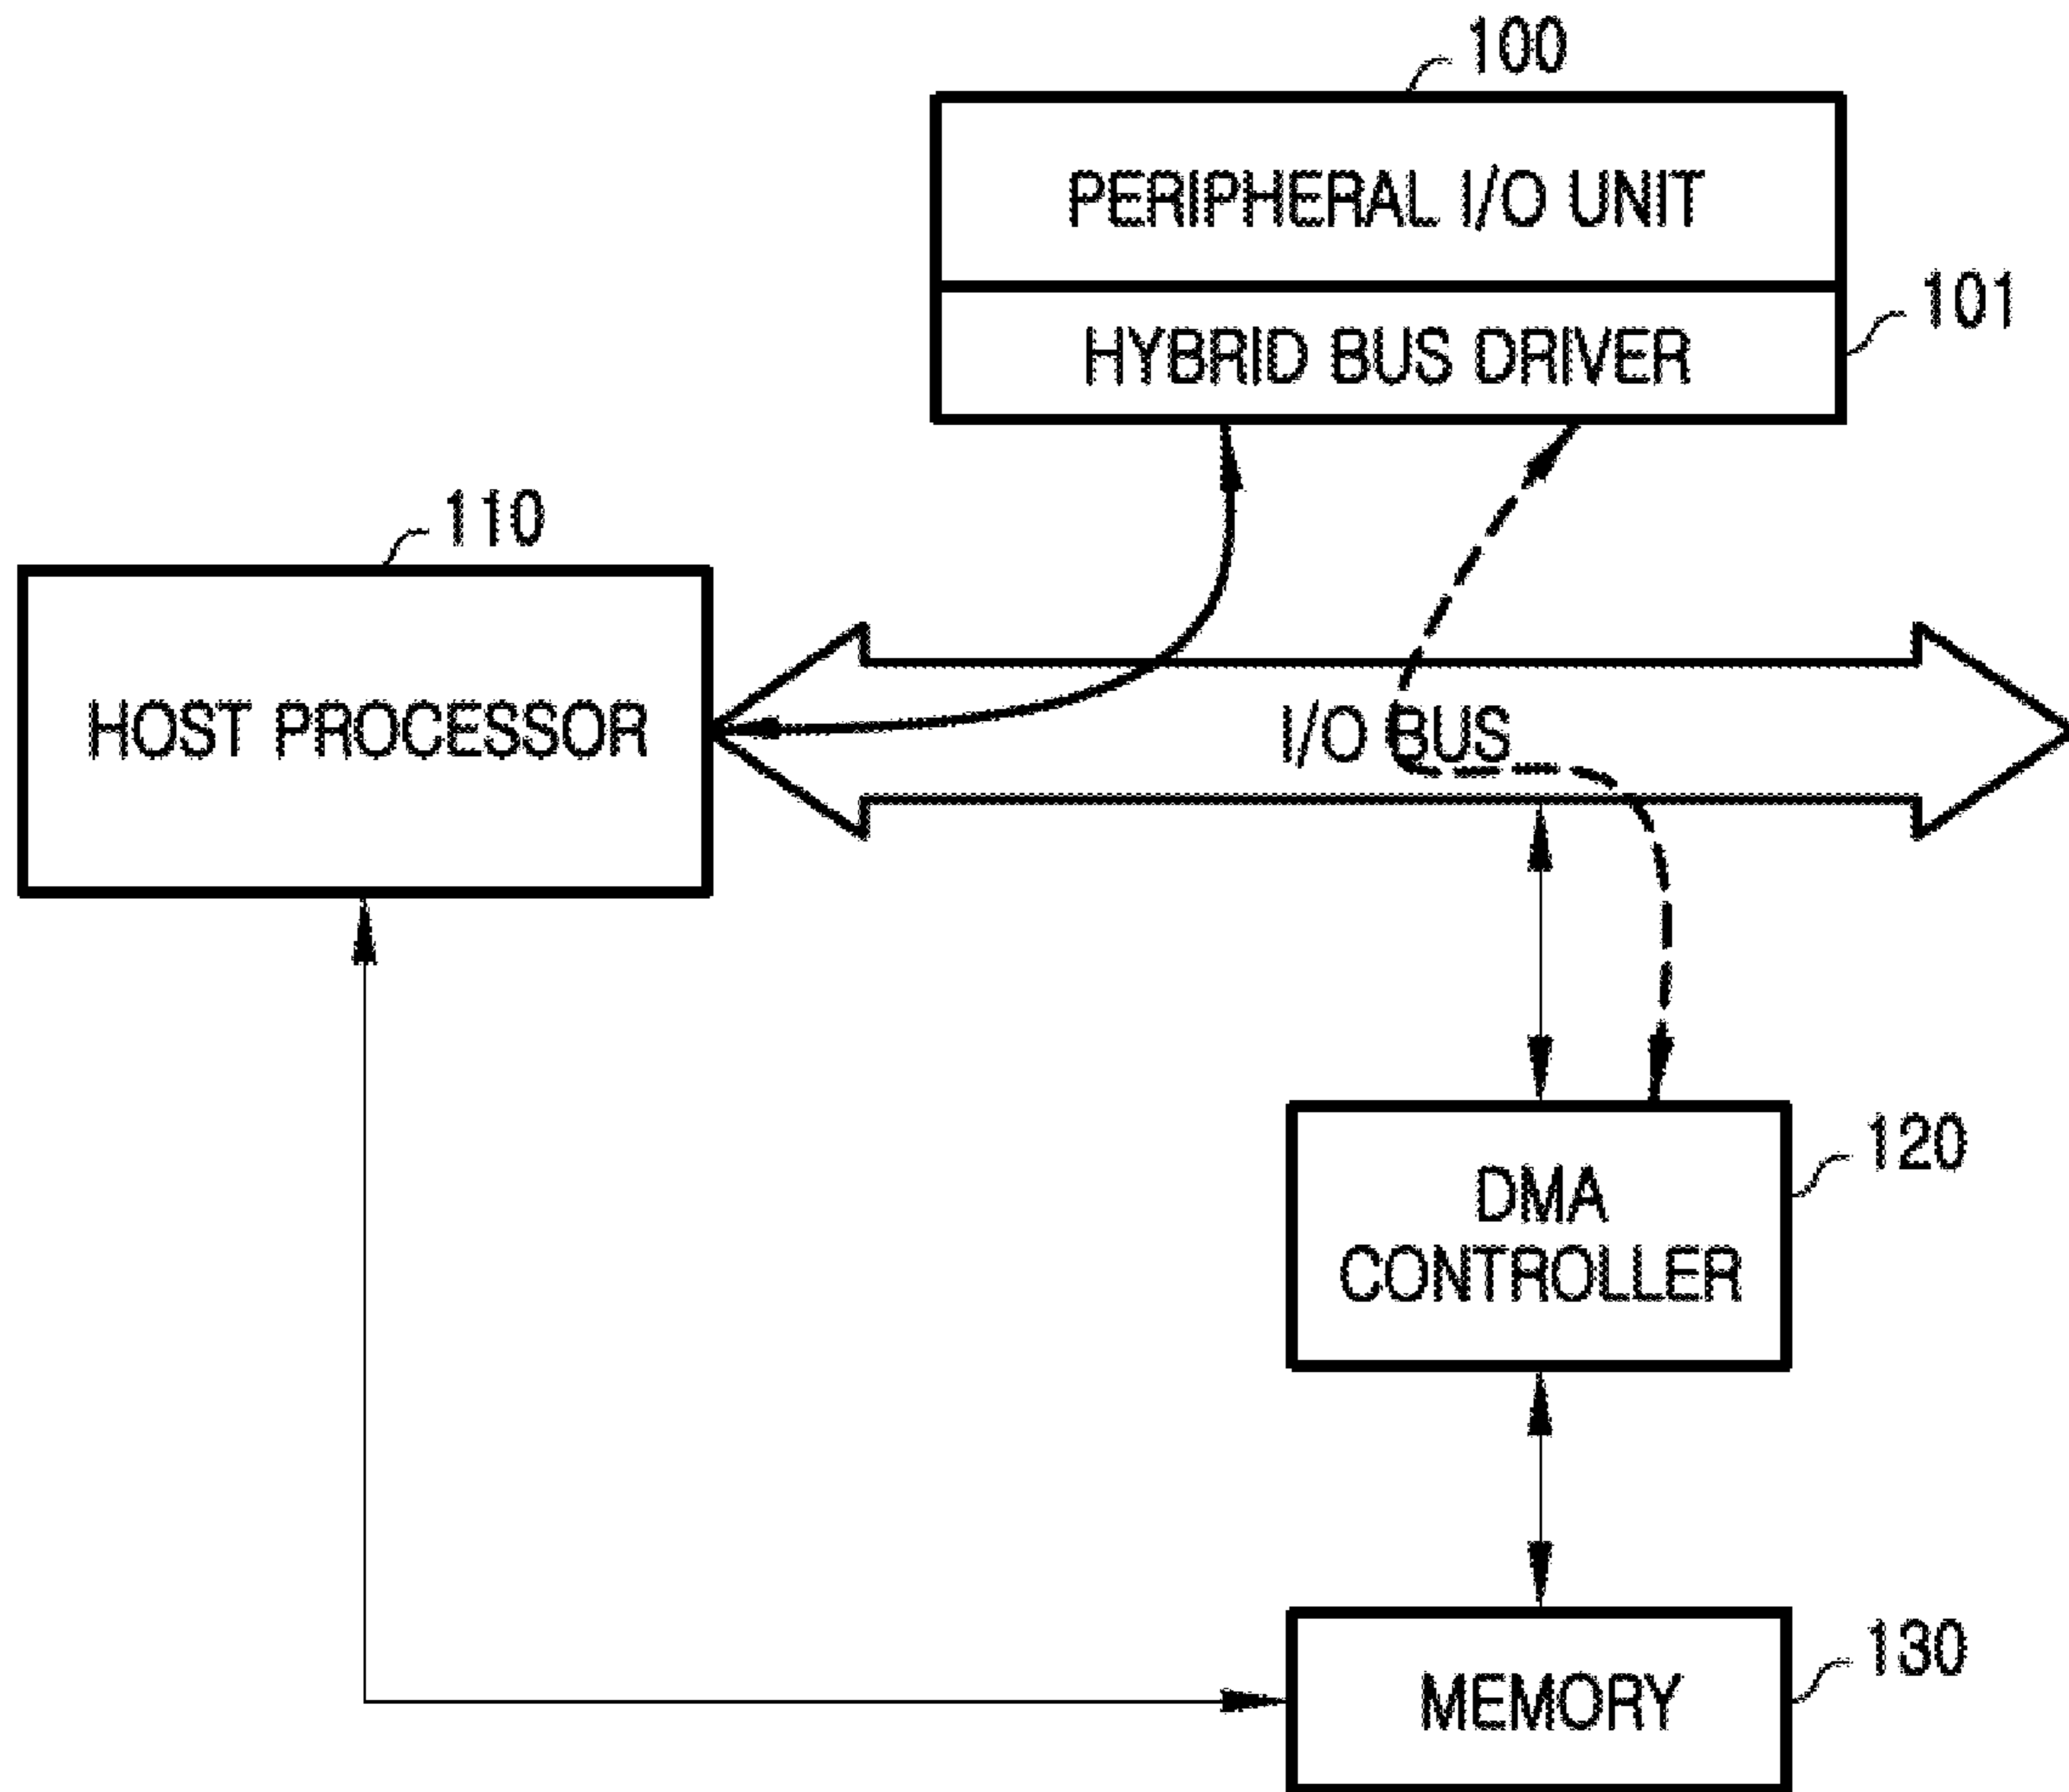 100
PERIPHERAL I/O UNIT
101
HYBRID BUS DRIVER
110
HOST PROCESSOR
I/O BUS
120
DMA
CONTROLLER
130
MEMORY